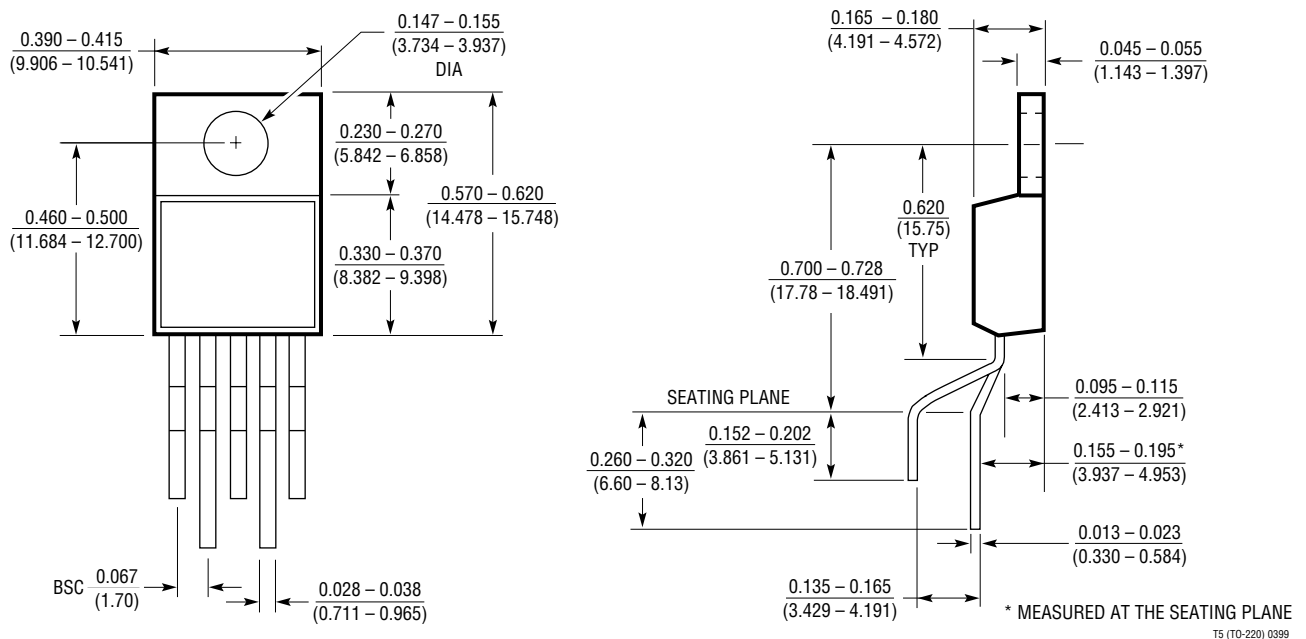 0.390 – 0.415
(9.906 – 10.541)
0.147 – 0.155
(3.734 – 3.937)
DIA
0.230 – 0.270
(5.842 – 6.858)
0.570 – 0.620
(14.478 – 15.748)
0.460 – 0.500
(11.684 – 12.700)
0.330 – 0.370
(8.382 – 9.398)
BSC
0.067
(1.70)
0.028 – 0.038
(0.711 – 0.965)
0.165 – 0.180
(4.191 – 4.572)
0.045 – 0.055
(1.143 – 1.397)
0.620
(15.75)
TYP
0.700 – 0.728
(17.78 – 18.491)
SEATING PLANE
0.152 – 0.202
(3.861 – 5.131)
0.260 – 0.320
(6.60 – 8.13)
0.095 – 0.115
(2.413 – 2.921)
0.155 – 0.195*
(3.937 – 4.953)
0.013 – 0.023
(0.330 – 0.584)
0.135 – 0.165
(3.429 – 4.191)
* MEASURED AT THE SEATING PLANE
T5 (TO-220) 0399